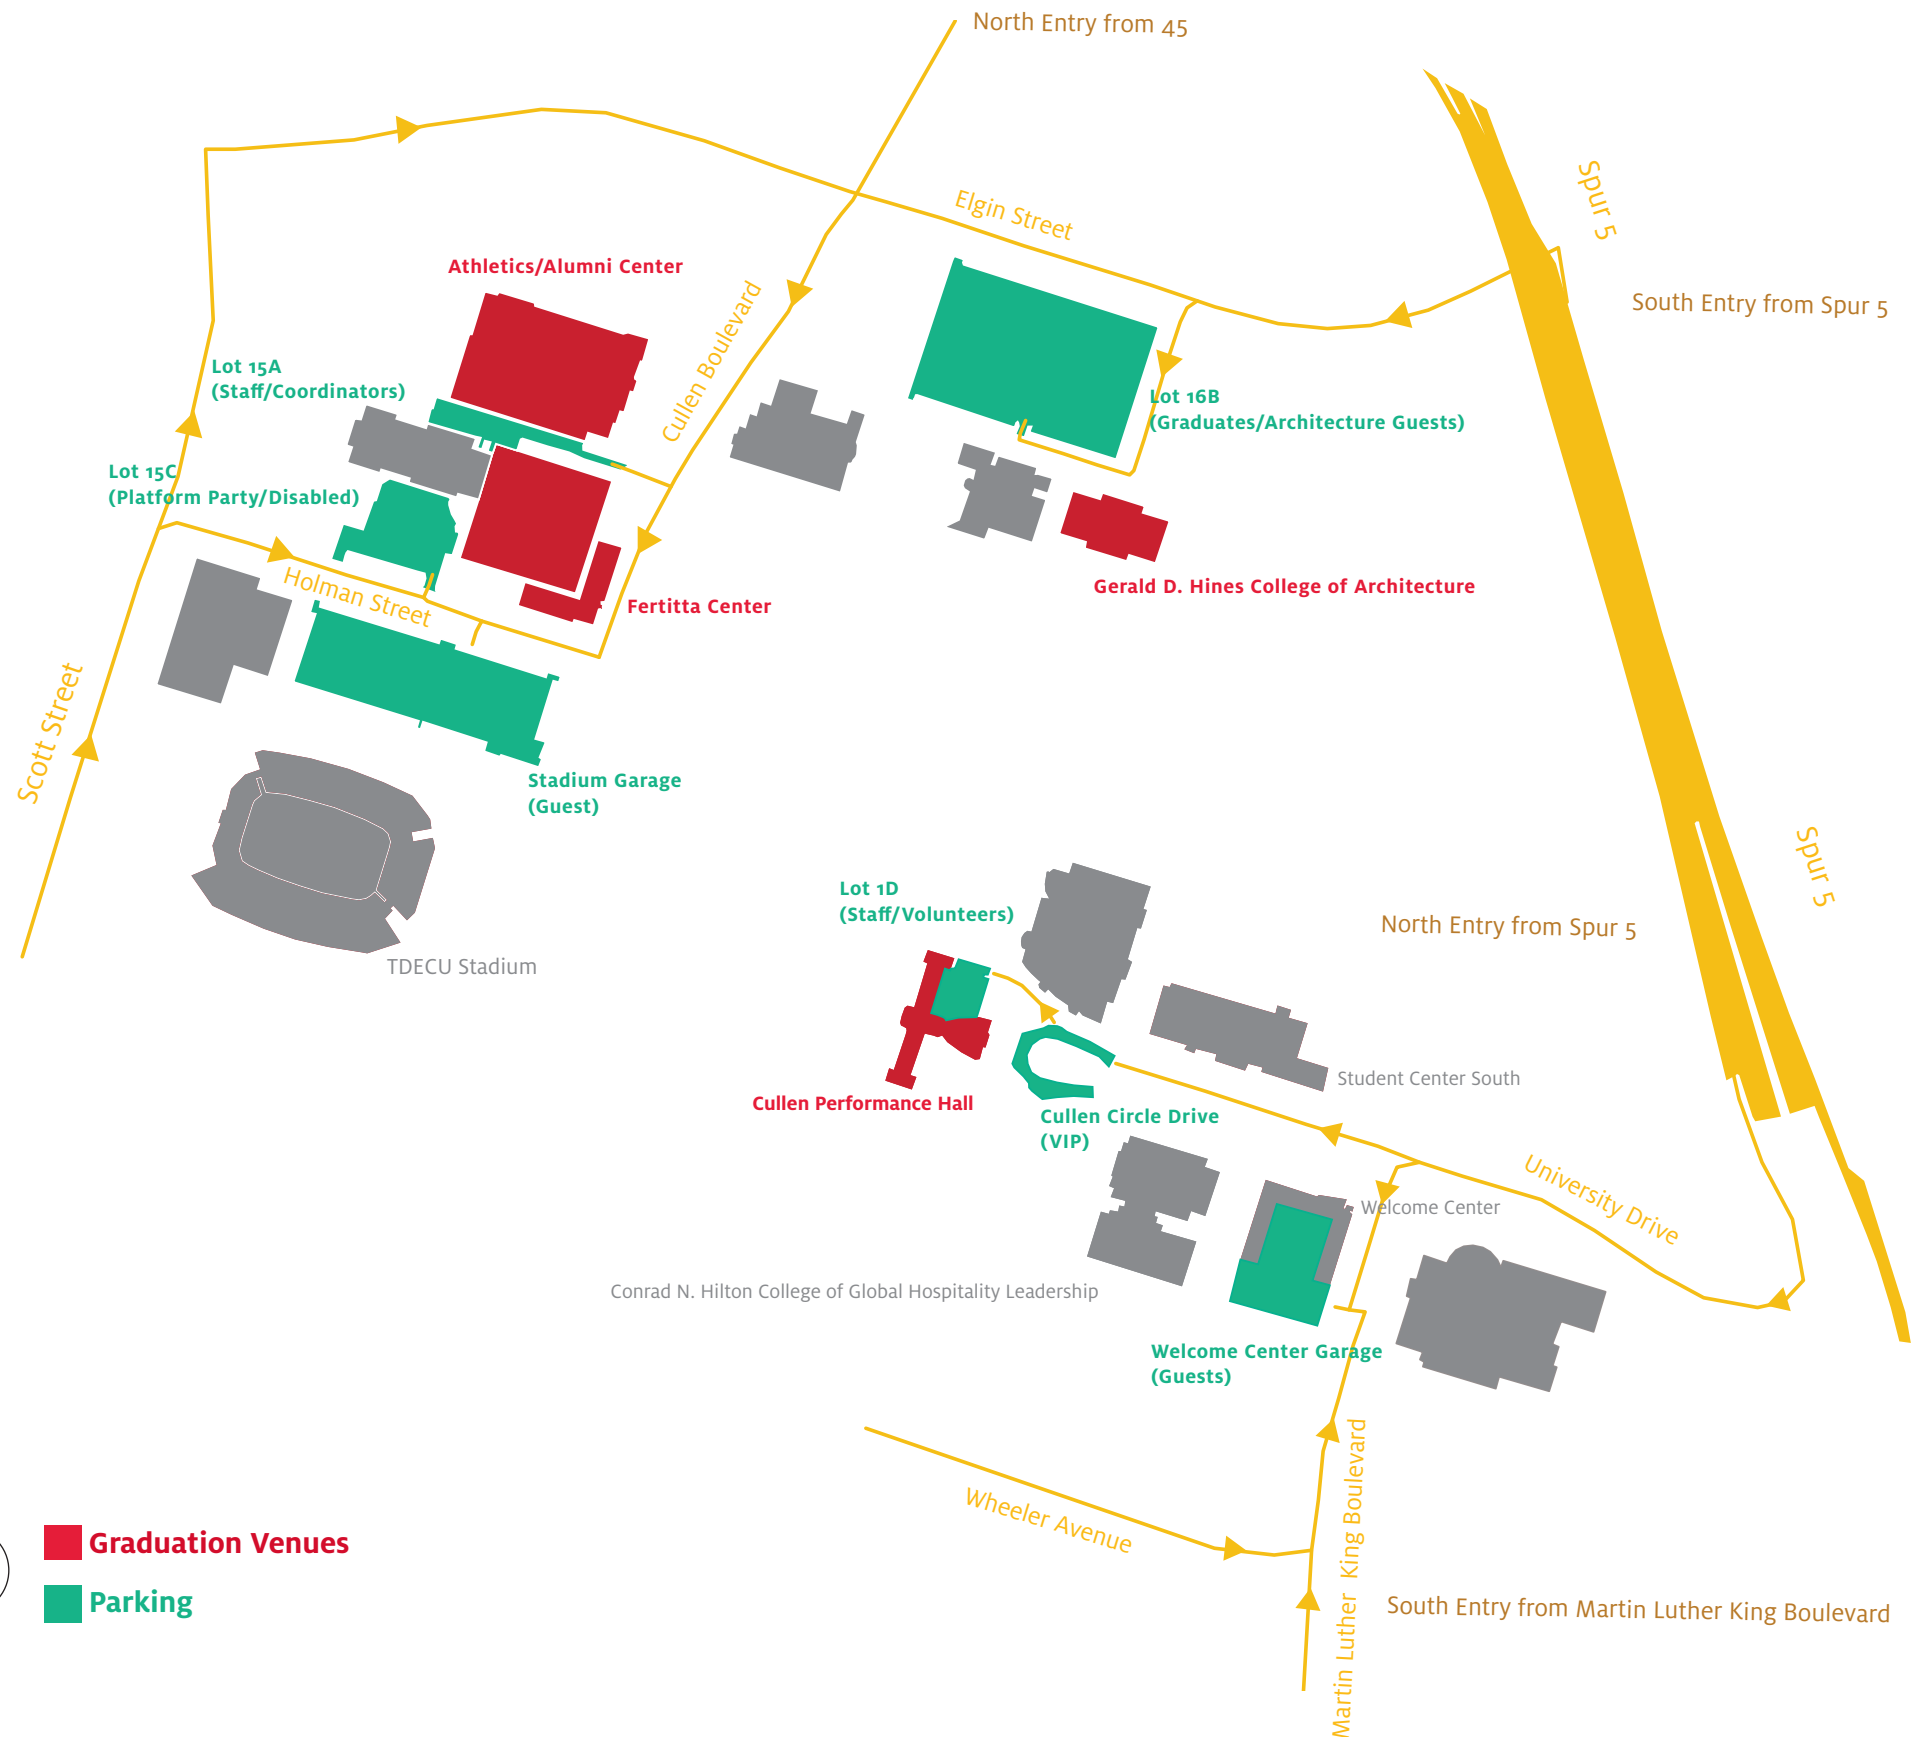 North Entry from 45
Spur 5
Elgin Street
Athletics/Alumni Center
South Entry from Spur 5
Cullen Boulevard
Lot 15A
(Staff/Coordinators)
Lot 16B
(Graduates/Architecture Guests)
Lot 15C
(Platform Party/Disabled)
Holman Street
Gerald D. Hines College of Architecture
Fertitta Center
Scott Street
Stadium Garage
(Guest)
Spur 5
Lot 1D
(Staff/Volunteers)
North Entry from Spur 5
TDECU Stadium
Student Center South
Cullen Performance Hall
Cullen Circle Drive
(VIP)
University Drive
Welcome Center
Conrad N. Hilton College of Global Hospitality Leadership
Welcome Center Garage
(Guests)
Wheeler Avenue
Martin Luther King Boulevard
Graduation Venues
Parking
South Entry from Martin Luther King Boulevard